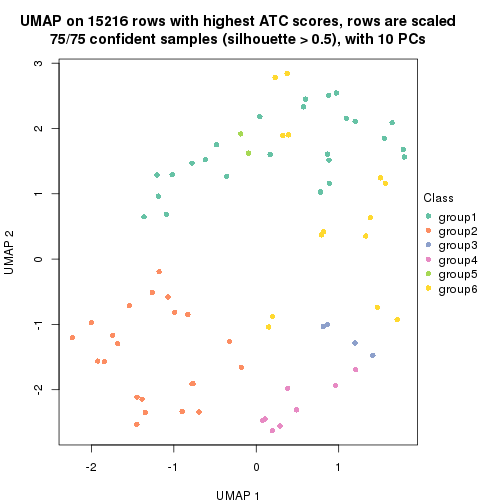 UMAP on 15216 rows with highest ATC scores, rows are scaled
75/75 confident samples (silhouette > 0.5), with 10 PCs
3
2
1
0
-1
-2
UMAP 2
-2
-1
0
1
UMAP 1
Class
group1
group2
group3
group4
group5
group6